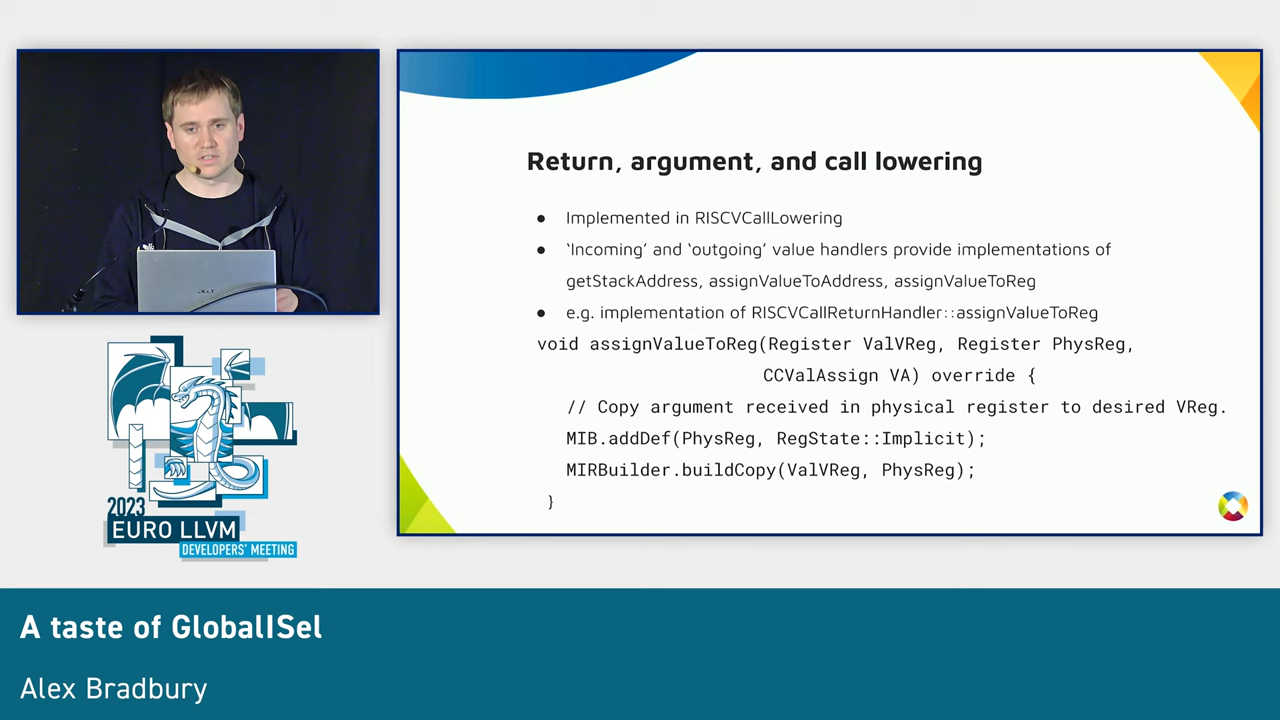 Return, argument, and call lowering
● Implemented in RISCVCallLowering
● ‘Incoming’ and ‘outgoing’ value handlers provide implementations of
getStackAddress, assignValueToAddress, assignValueToReg
● e.g. implementation of RISCVCallReturnHandler::assignValueToReg
void assignValueToReg(Register ValVReg, Register PhysReg,
CCValAssign VA) override {
// Copy argument received in physical register to desired VReg.
MIB.addDef(PhysReg, RegState::Implicit);
MIRBuilder.buildCopy(ValVReg, PhysReg);
}
2023
EURO LLVM
DEVELOPERS' MEETING
A taste of GlobalISel
Alex Bradbury